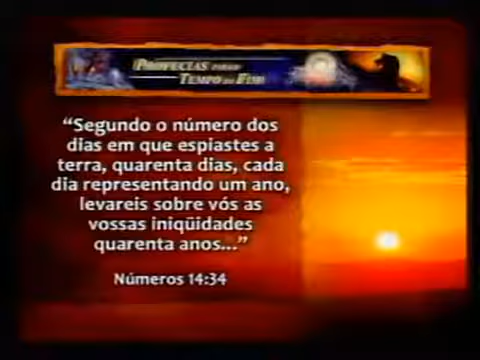 PROFECIAS PARA O
TEMPO DO FIM
“Segundo o número dos
dias em que espiastes a
terra, quarenta dias, cada
dia representando um ano,
levareis sobre vós as
vossas iniqüidades
quarenta anos...”
Números 14:34